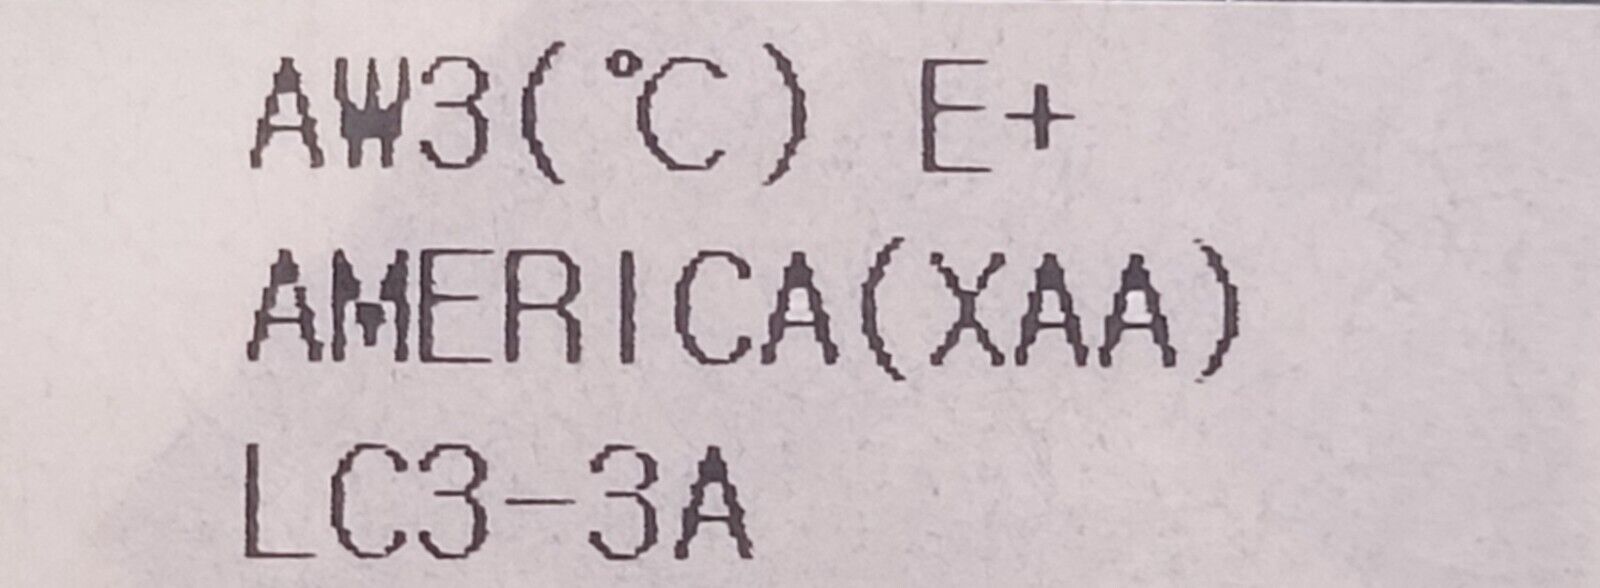 AW3(℃) E+
AMERICA(XAA)
LC3-3A